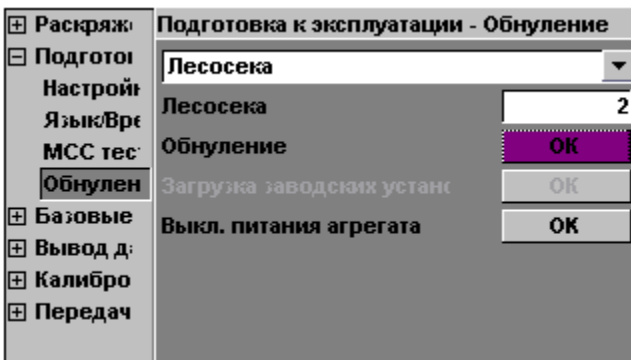 Раскряж
Подготов
Настройк
Язык/Вре
МСС тес
Обнулен
Базовые
Вывод д
Калибро
Передач
Подготовка к эксплуатации - Обнуление
Лесосека
Лесосека 2
Обнуление OK
Загрузка заводских устано OK
Выкл. питания агрегата OK